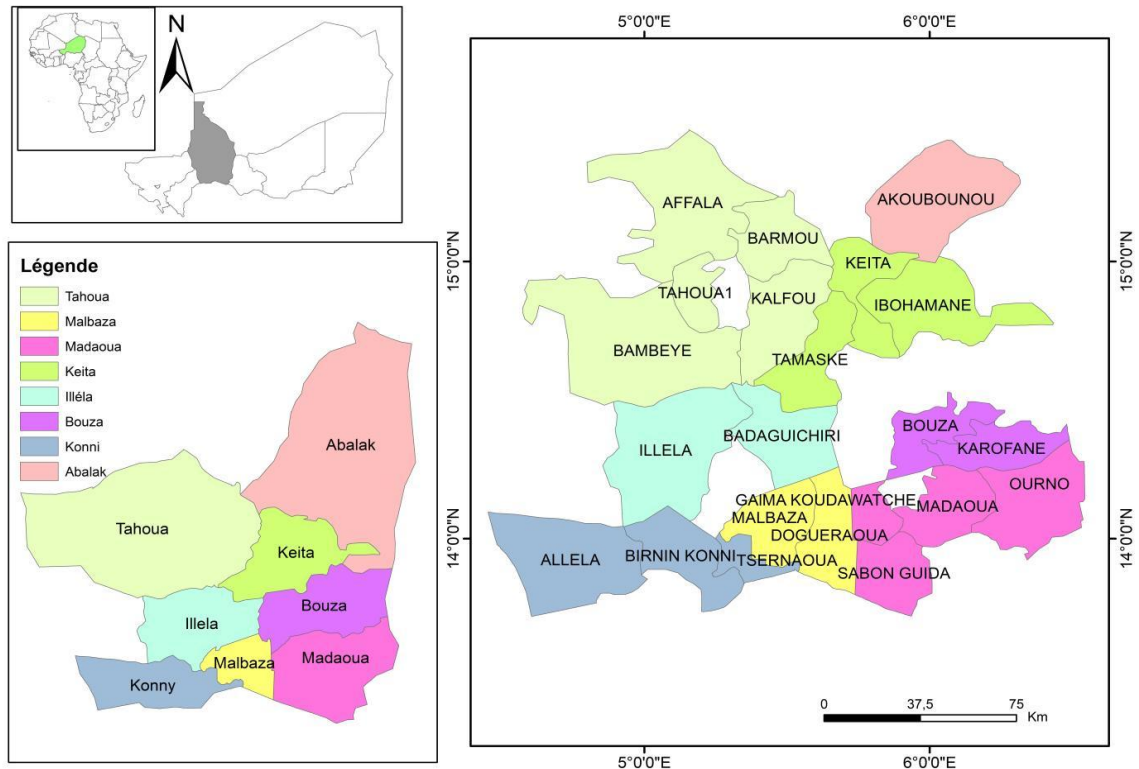 N
Légende
Tahoua
Malbaza
Madaoua
Keita
Illéla
Bouza
Konni
Abalak
Abalak
Tahoua
Keita
Bouza
Illela
Malbaza
Madaoua
Konny
5°0'0"E
6°0'0"E
15°0'0"N
14°0'0"N
AFFALA
AKOUBOUNOU
BARMOU
KEITA
TAHOUA1
KALFOU
IBOHAMANE
BAMBEYE
TAMASKE
BOUZA
BADAGUICHIRI
ILLELA
KAROFANE
OURNO
GAIMA KOUDAWATCHE
MADAOUA
MALBAZA
DOGUERAOUA
ALLELA
BIRNIN KONNI
TSERNAOUA
SABON GUIDA
0
37,5
75
Km
15°0'0"N
14°0'0"N
5°0'0"E
6°0'0"E